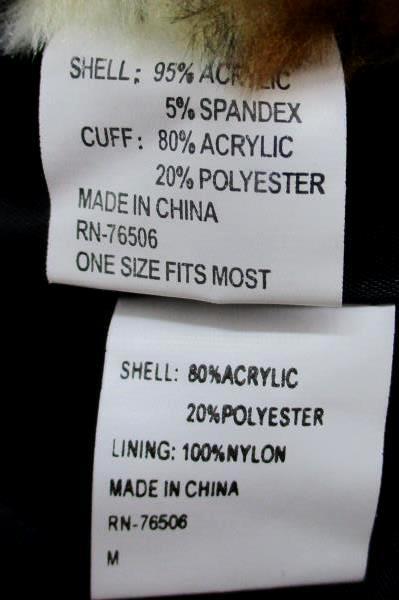 SHELL: 95% ACRYLIC
5% SPANDEX
CUFF: 80% ACRYLIC
20% POLYESTER
MADE IN CHINA
RN-76506
ONE SIZE FITS MOST
SHELL: 80%ACRYLIC
20%POLYESTER
LINING: 100%NYLON
MADE IN CHINA
RN-76506
M